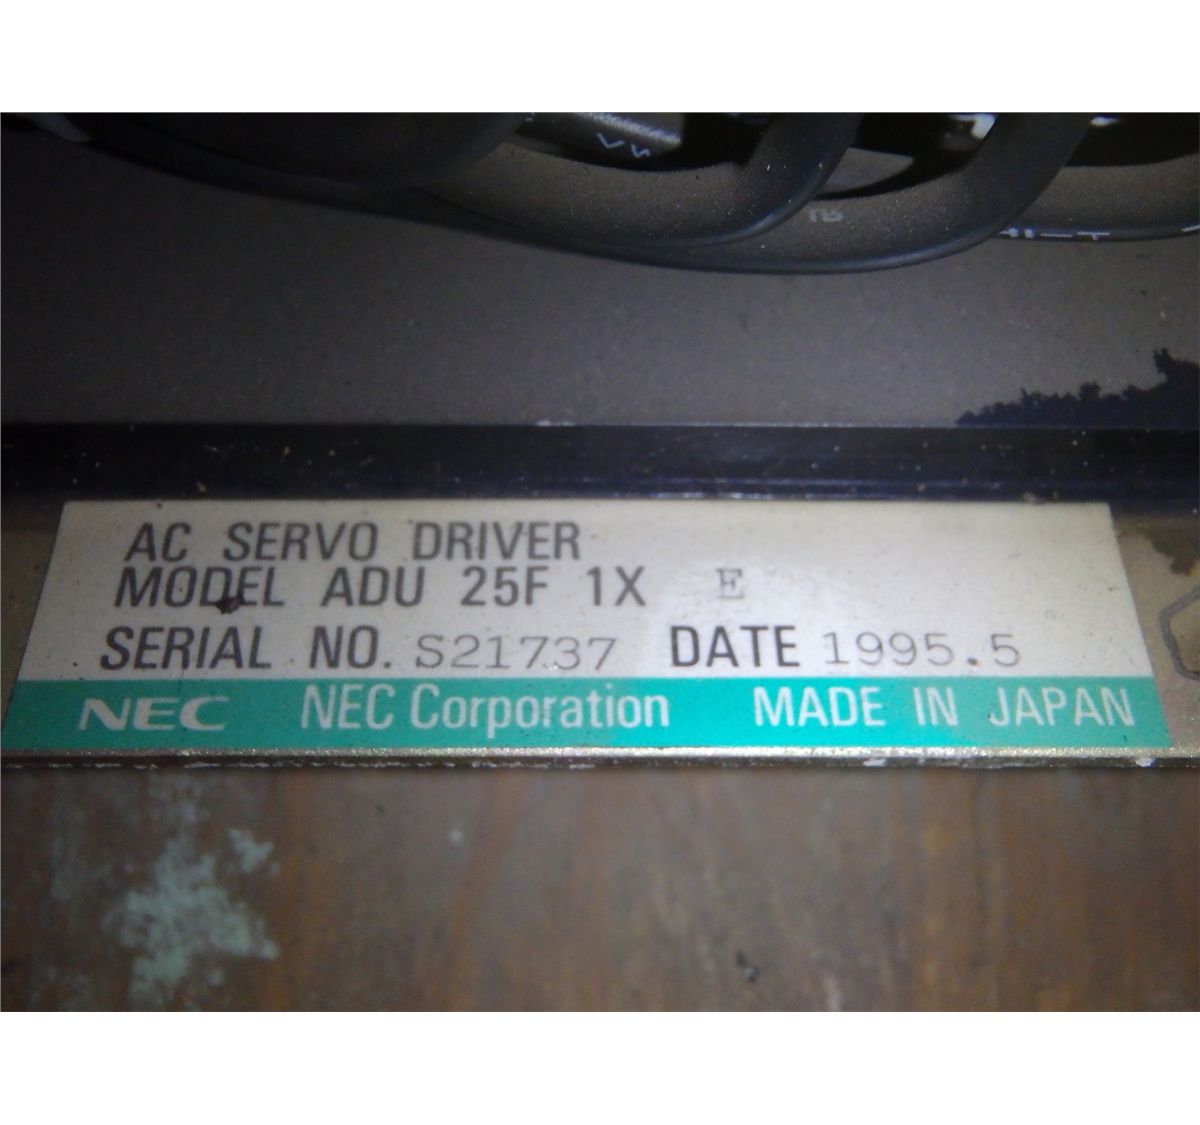 AC SERVO DRIVER
MODEL ADU 25F 1X E
SERIAL NO. S21737 DATE 1995.5
NEC NEC Corporation MADE IN JAPAN